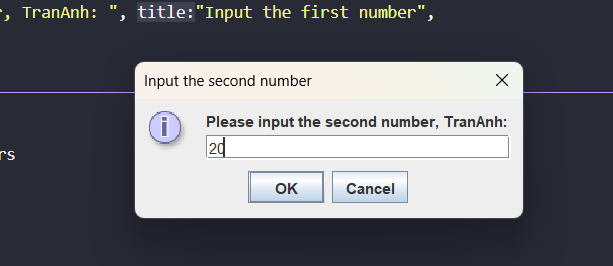 , TranAnh: ", title:"Input the first number",
Input the second number
Please input the second number, TranAnh:
rs
20
OK
Cancel